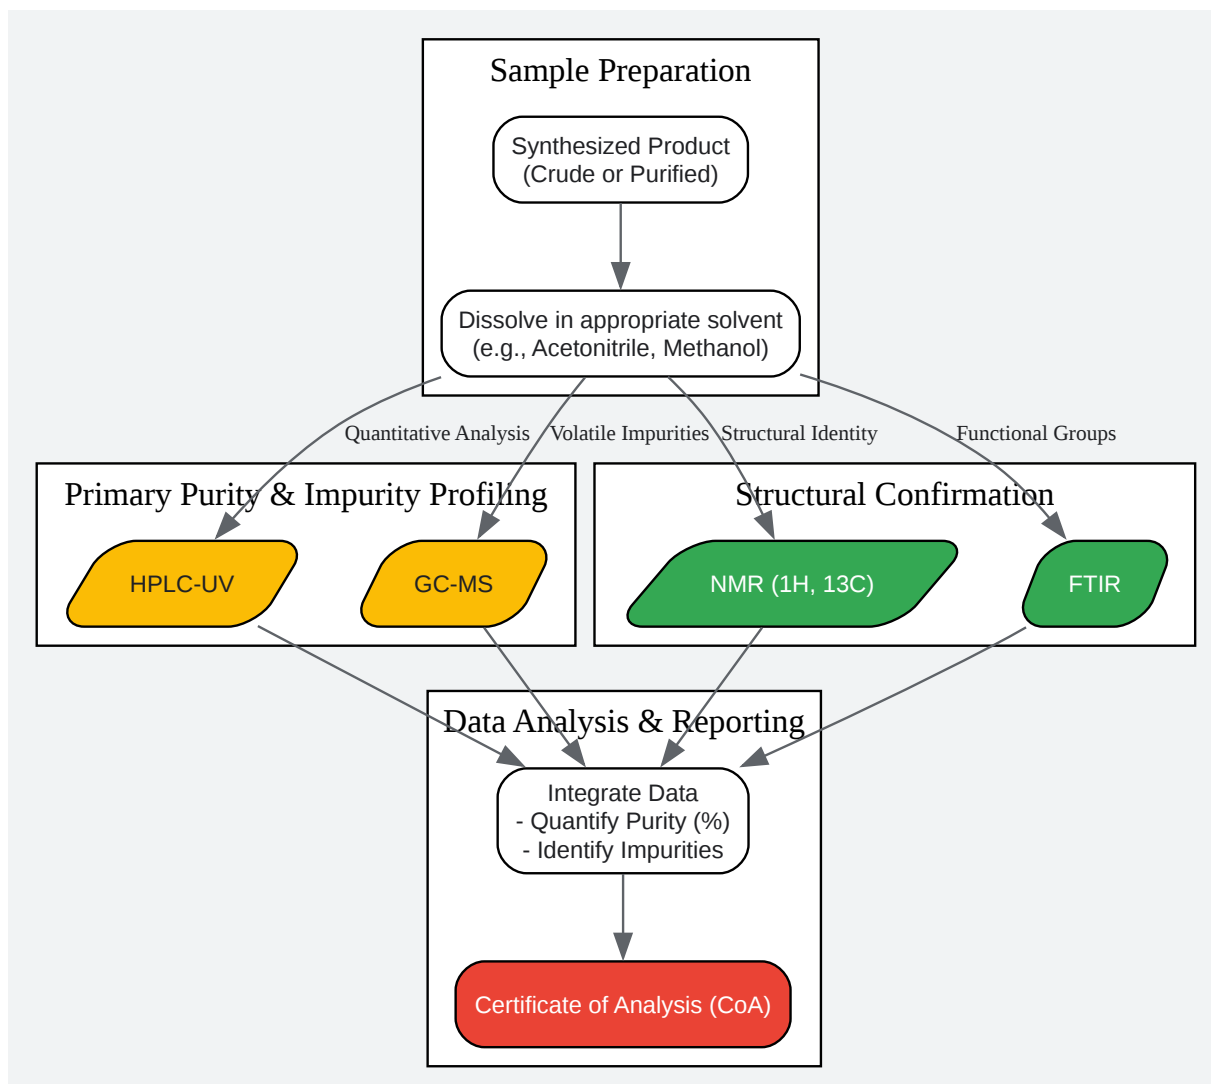 Sample Preparation
Synthesized Product
(Crude or Purified)
Dissolve in appropriate solvent
(e.g., Acetonitrile, Methanol)
Quantitative Analysis
Volatile Impurities
Structural Identity
Functional Groups
Primary Purity & Impurity Profiling
Structural Confirmation
HPLC-UV
GC-MS
NMR (1H, 13C)
FTIR
Data Analysis & Reporting
Integrate Data
- Quantify Purity (%)
- Identify Impurities
Certificate of Analysis (CoA)